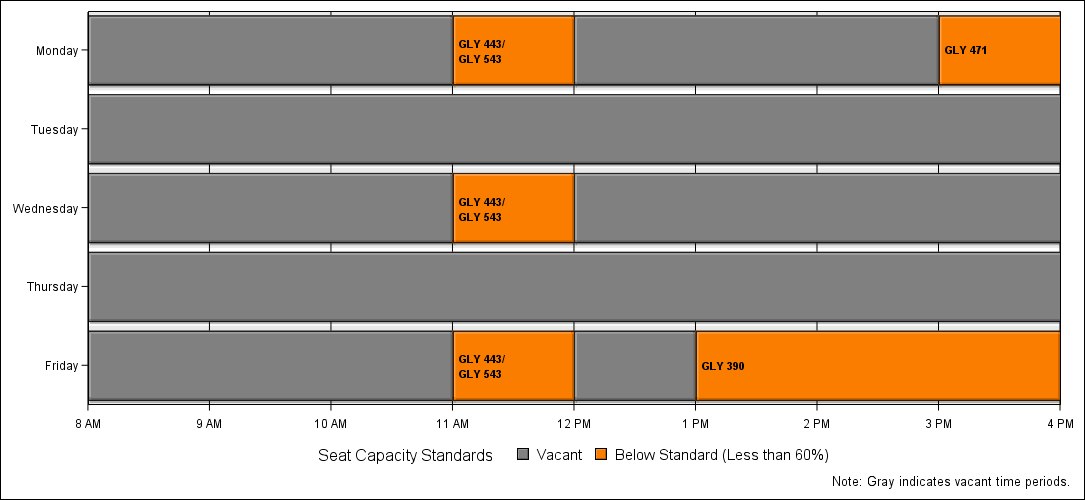 Monday
GLY 443/
GLY 543
GLY 471
Tuesday
Wednesday
GLY 443/
GLY 543
Thursday
Friday
GLY 443/
GLY 543
GLY 390
8 AM 9 AM 10 AM 11 AM 12 PM 1 PM 2 PM 3 PM 4 PM
Seat Capacity Standards Vacant Below Standard (Less than 60%)
Note: Gray indicates vacant time periods.